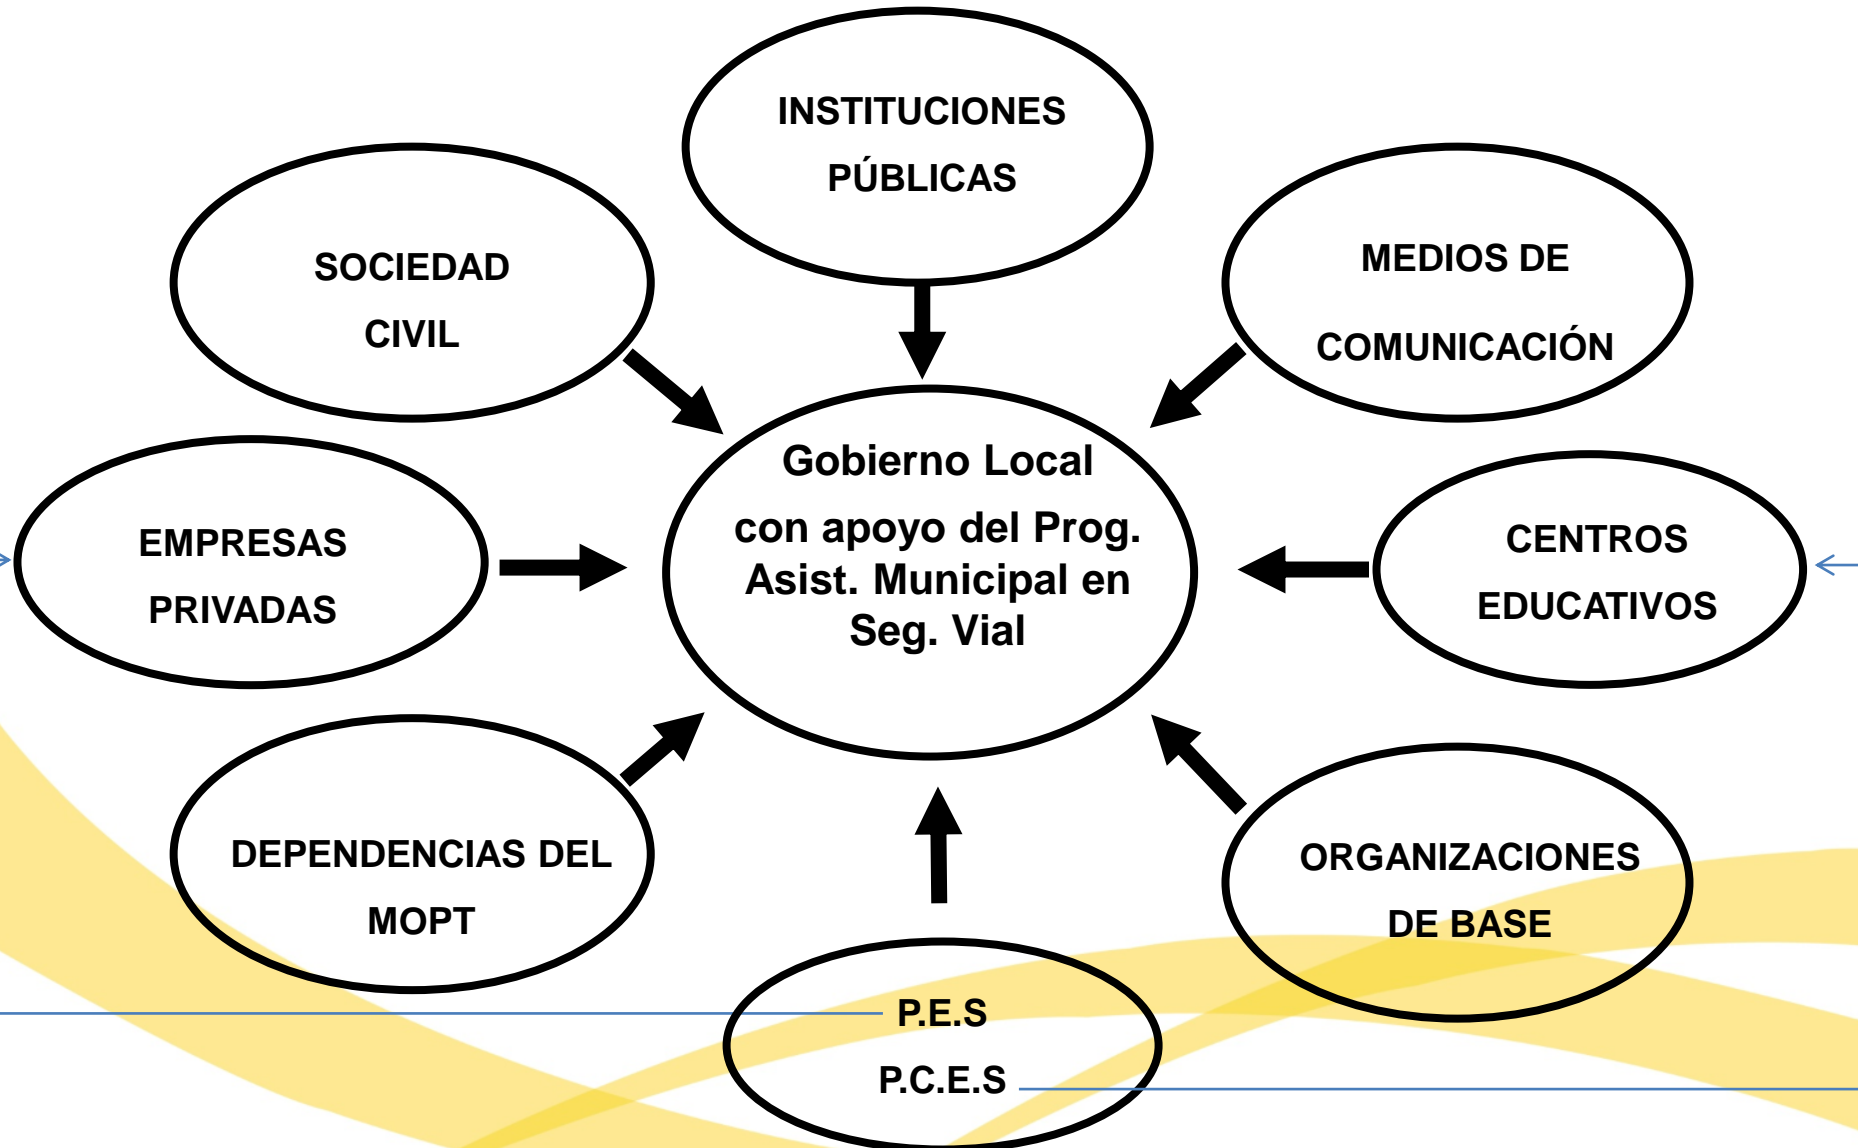 INSTITUCIONES
PÚBLICAS
SOCIEDAD
CIVIL
MEDIOS DE
COMUNICACIÓN
Gobierno Local
con apoyo del Prog.
Asist. Municipal en
Seg. Vial
EMPRESAS
PRIVADAS
CENTROS
EDUCATIVOS
DEPENDENCIAS DEL
MOPT
ORGANIZACIONES
DE BASE
P.E.S
P.C.E.S